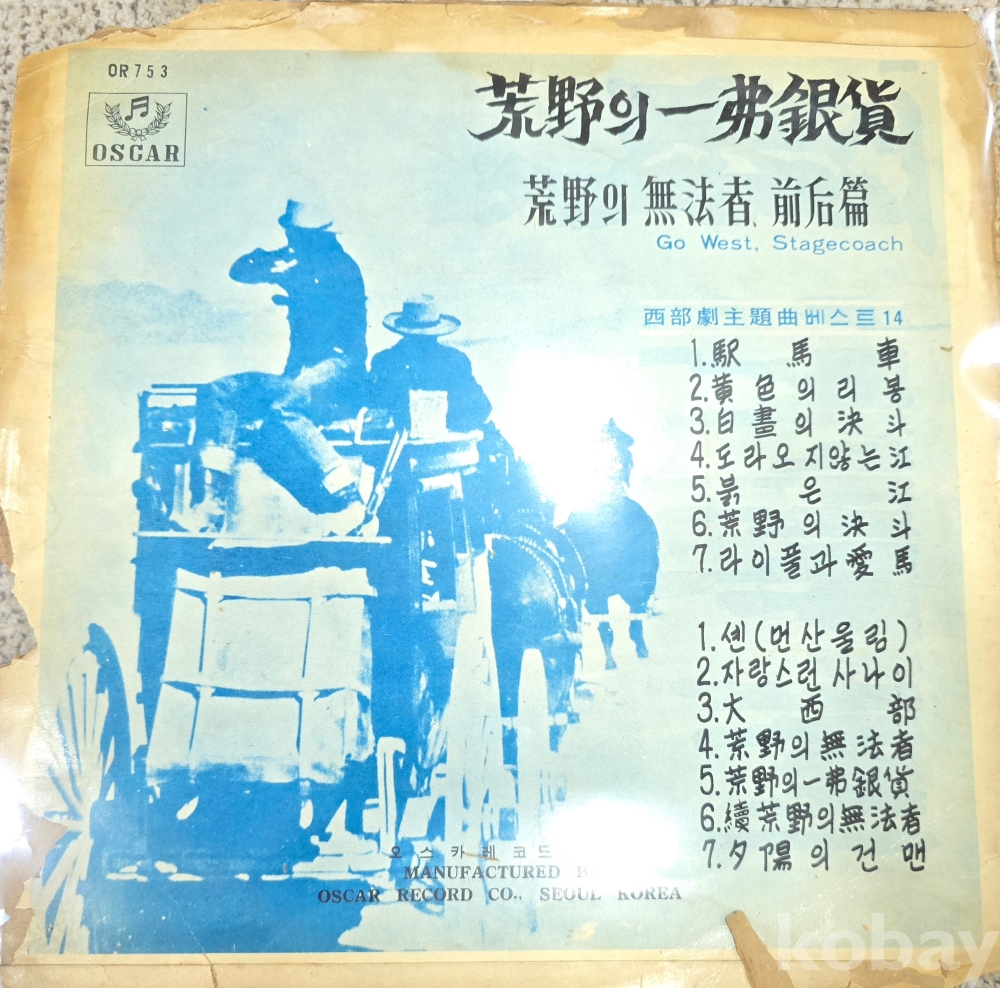 OR753
OSCAR
荒野의 一弗銀貨
荒野의 無法者 前后篇
Go West, Stagecoach
西部劇主題曲베스트14
1.駅馬車
2.黄色의리봉
3.白晝의決斗
4.도라오지않는江
5.붉은江
6.荒野의決斗
7.라이플과愛馬
1.셴(먼산울림)
2.자랑스런사나이
3.大西部
4.荒野의無法者
5.荒野의一弗銀貨
6.續荒野의無法者
7.夕陽의건맨
오스카레코드
MANUFACTURED
OSCAR RECORD CO., SEOUL KOREA
kobay